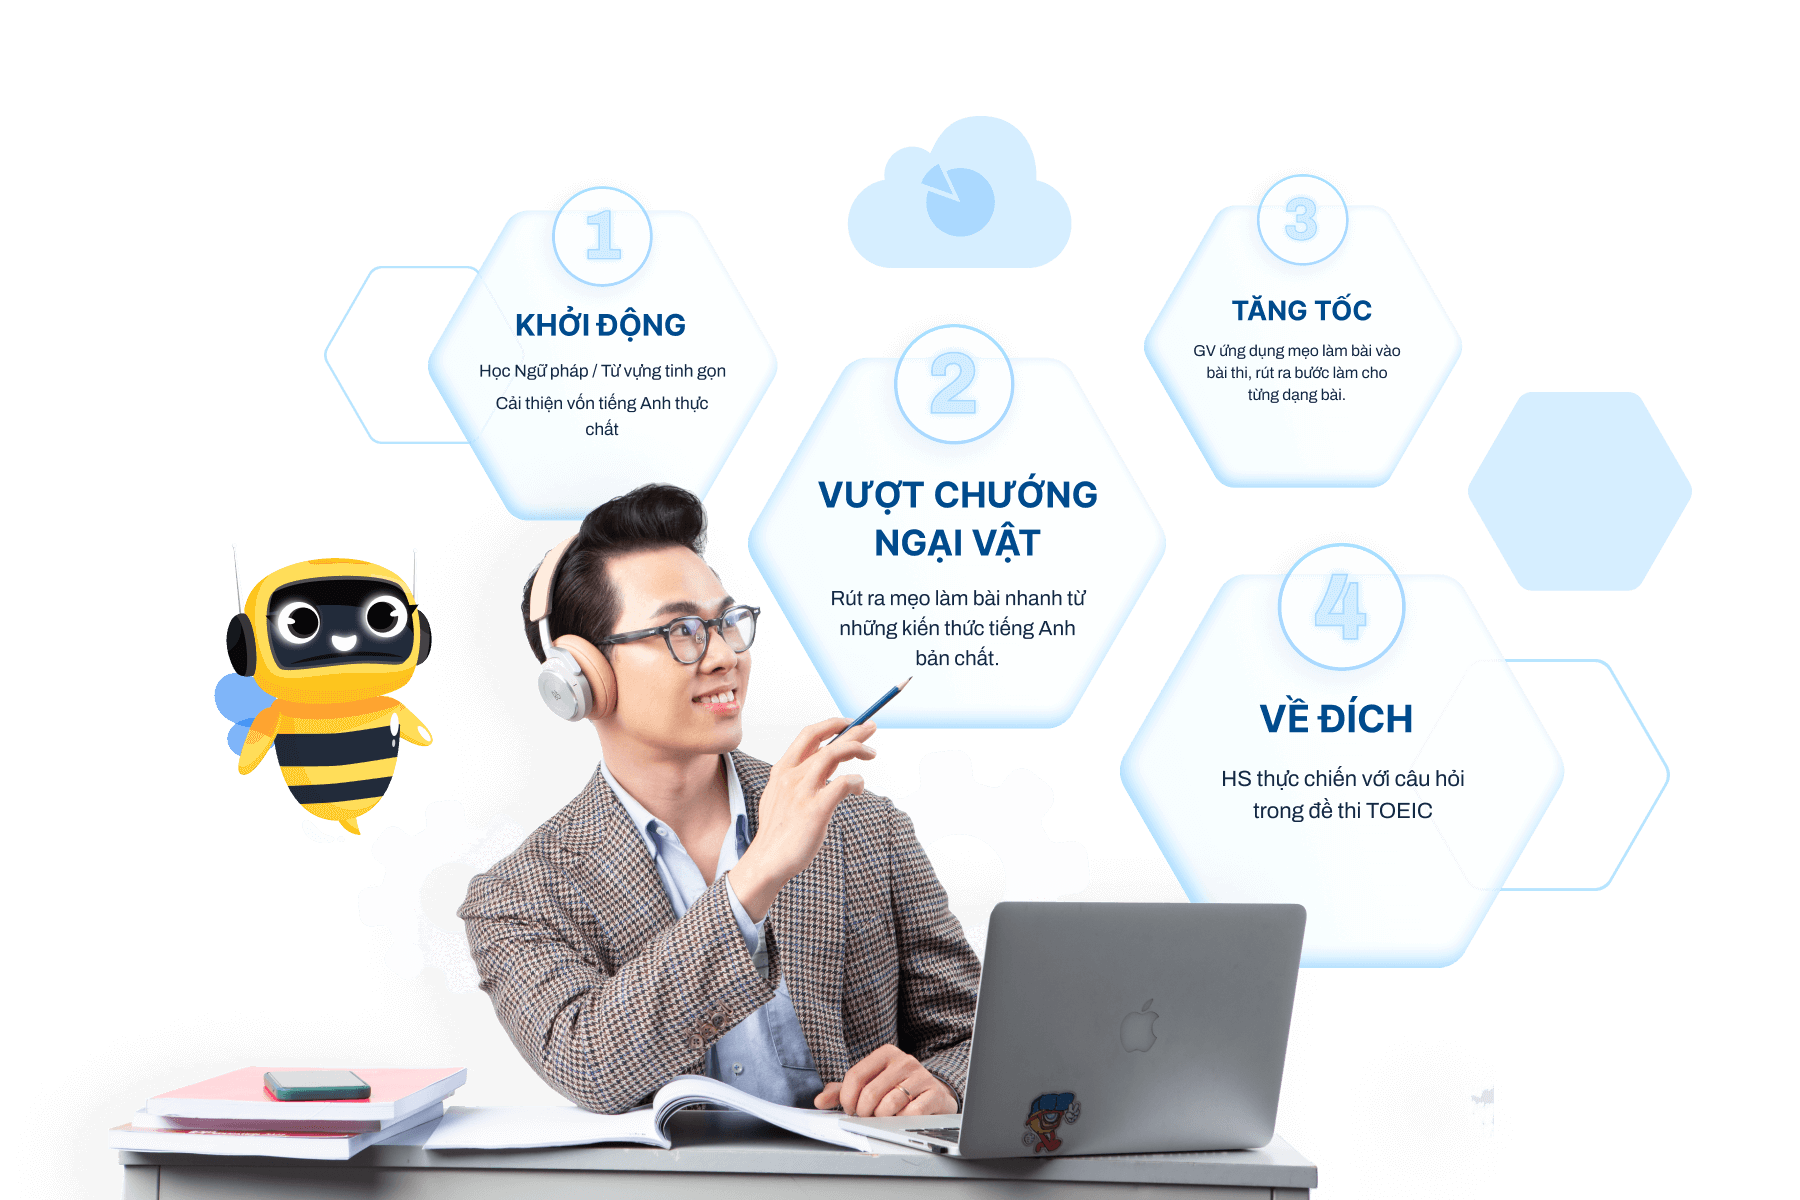 1
KHỞI ĐỘNG
Học Ngữ pháp / Từ vựng tinh gọn
Cải thiện vốn tiếng Anh thực
chất
2
VƯỢT CHƯỚNG
NGẠI VẬT
Rút ra mẹo làm bài nhanh từ
những kiến thức tiếng Anh
bản chất.
3
TĂNG TỐC
GV ứng dụng mẹo làm bài vào
bài thi, rút ra bước làm cho
từng dạng bài.
4
VỀ ĐÍCH
HS thực chiến với câu hỏi
trong đề thi TOEIC